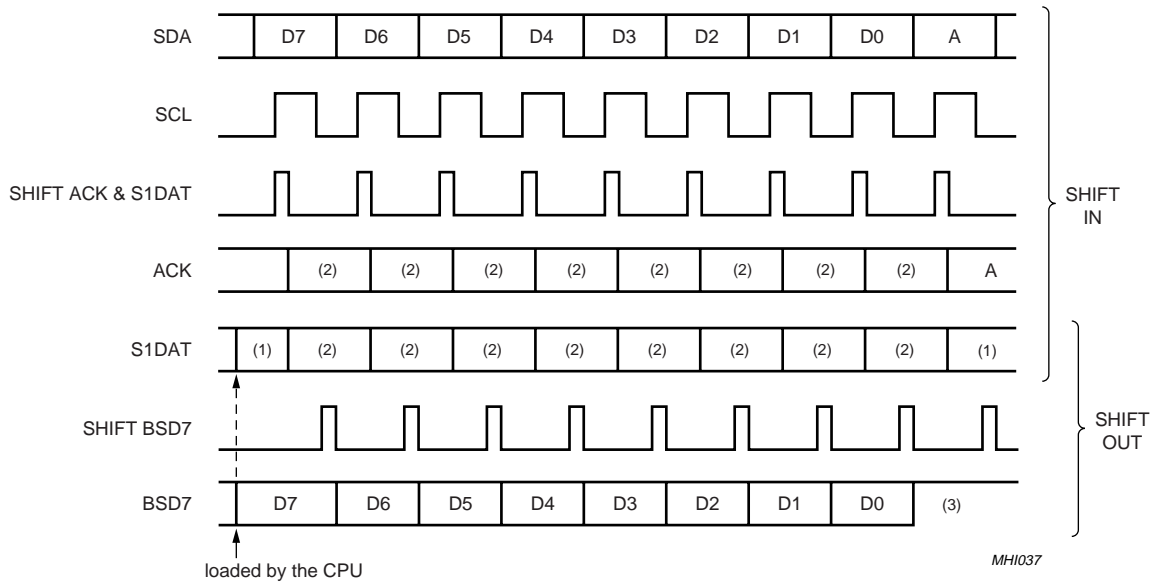 SDA D7 D6 D5 D4 D3 D2 D1 D0 A
SCL
SHIFT ACK & S1DAT
SHIFT
IN
ACK (2) (2) (2) (2) (2) (2) (2) (2) A
S1DAT (1) (2) (2) (2) (2) (2) (2) (2) (2) (1)
SHIFT BSD7
SHIFT
OUT
BSD7 D7 D6 D5 D4 D3 D2 D1 D0 (3)
loaded by the CPU
MHI037